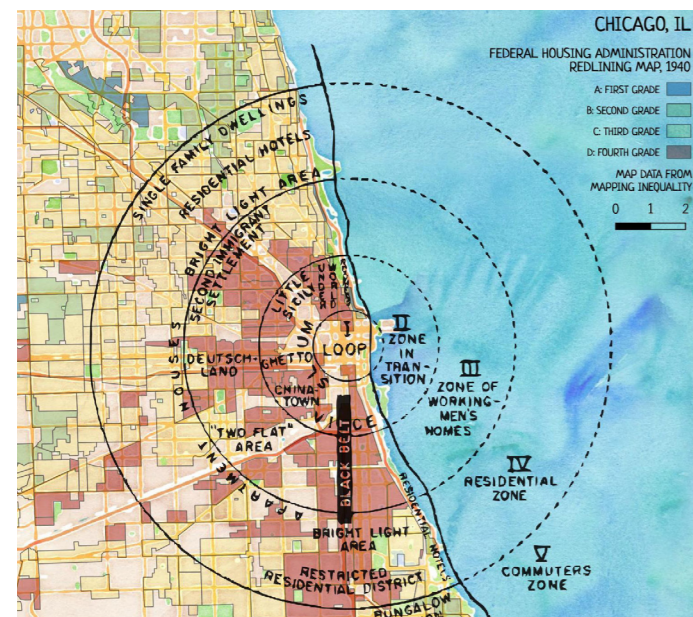 CHICAGO, IL
FEDERAL HOUSING ADMINISTRATION
REDLINING MAP, 1940
A: FIRST GRADE
B: SECOND GRADE
C: THIRD GRADE
D: FOURTH GRADE
MAP DATA FROM
MAPPING INEQUALITY
0 1 2
SINGLE FAMILY DWELLINGS
RESIDENTIAL HOTELS
BRIGHT LIGHT AREA
SECOND IMMIGRANT
SETTLEMENT
LITTLE
SICILY
UNDER
WORLD
I
LOOP
II
ZONE
IN
TRAN-
SITION
SLUM
GHETTO
DEUTSCH-
LAND
CHINA-
TOWN
VICE
III
ZONE OF
WORKING-
MEN'S
HOMES
APARTMENT HOUSES
"TWO FLAT"
AREA
BLACK BELT
IV
RESIDENTIAL
ZONE
RESIDENTIAL HOTELS
BRIGHT LIGHT
AREA
V
COMMUTERS
ZONE
RESTRICTED
RESIDENTIAL DISTRICT
BUNGALOW